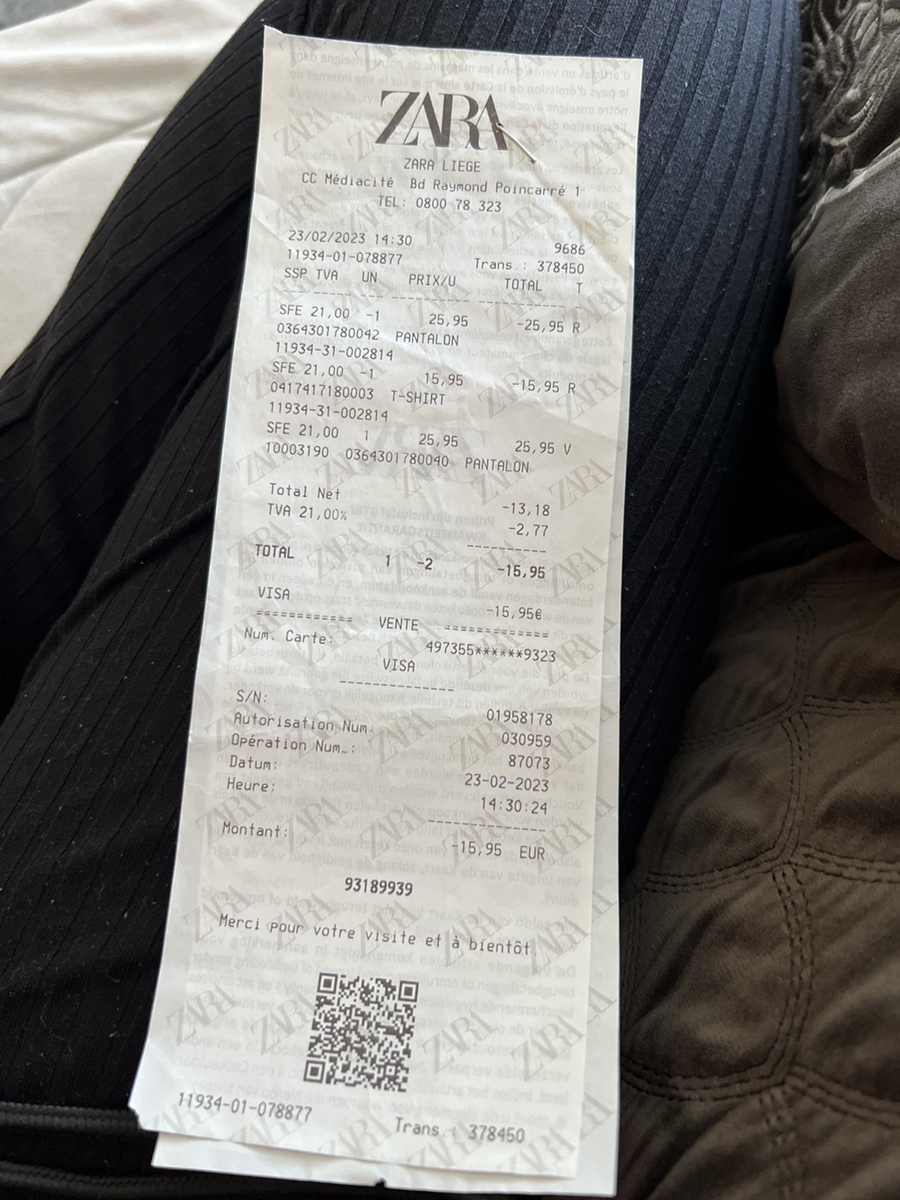 ZARA
ZARA LIEGE
CC Médiacité Bd Raymond Poincarré 1
TEL: 0800 78 323
23/02/2023 14:30 9686
11934-01-078877 Trans.: 378450
SSP TVA UN PRIX/U TOTAL T
SFE 21,00 -1 25,95 -25,95 R
0364301780042 PANTALON
11934-31-002814
SFE 21,00 -1 15,95 -15,95 R
0417417180003 T-SHIRT
11934-31-002814
SFE 21,00 1 25,95 25,95 V
10003190 0364301780040 PANTALON
Total Net -13,18
TVA 21,00% -2,77
TOTAL 1 -2 -15,95
VISA -15,95€
============ VENTE ============
Num. Carte: 497355******9323
VISA
S/N: 01958178
Autorisation Num. 030959
Opération Num.: 87073
Datum: 23-02-2023
Heure: 14:30:24
Montant: -15,95 EUR
93189939
Merci pour votre visite et à bientôt.
11934-01-078877 Trans.: 378450